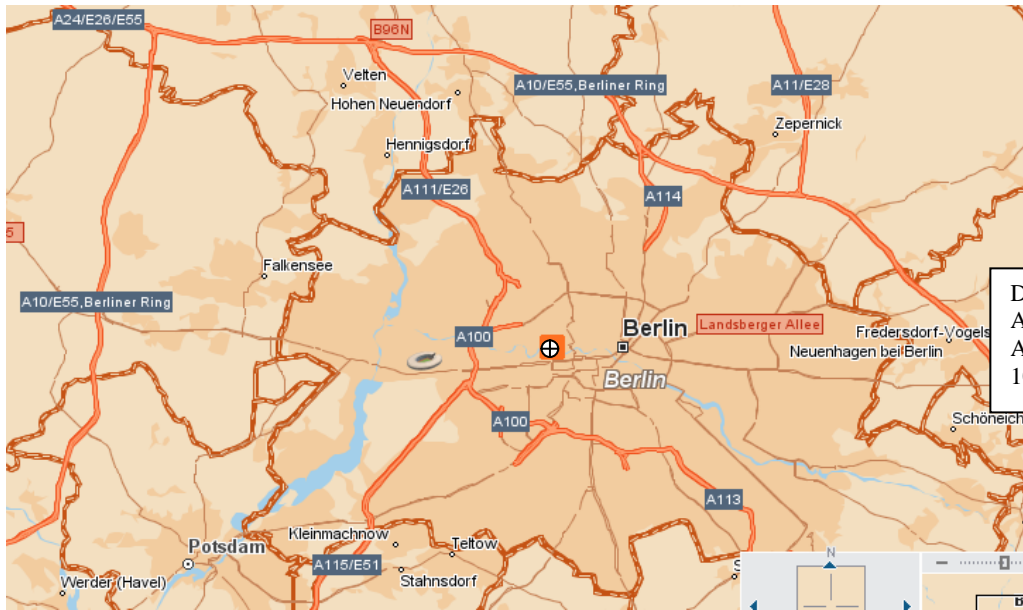 A24/E26/E55
B96N
Velten
A10/E55,Berliner Ring
A11/E28
Hohen Neuendorf
Zepernick
Hennigsdorf
A111/E26
A114
5
Falkensee
A10/E55,Berliner Ring
D
A
A
10
Berlin
Landsberger Allee
Fredersdorf-Vogels
A100
Neuenhagen bei Berlin
Berlin
A100
Schöneich
A113
Kleinmachnow
Potsdam
Teltow
A115/E51
Stahnsdorf
S
Werder (Havel)
N